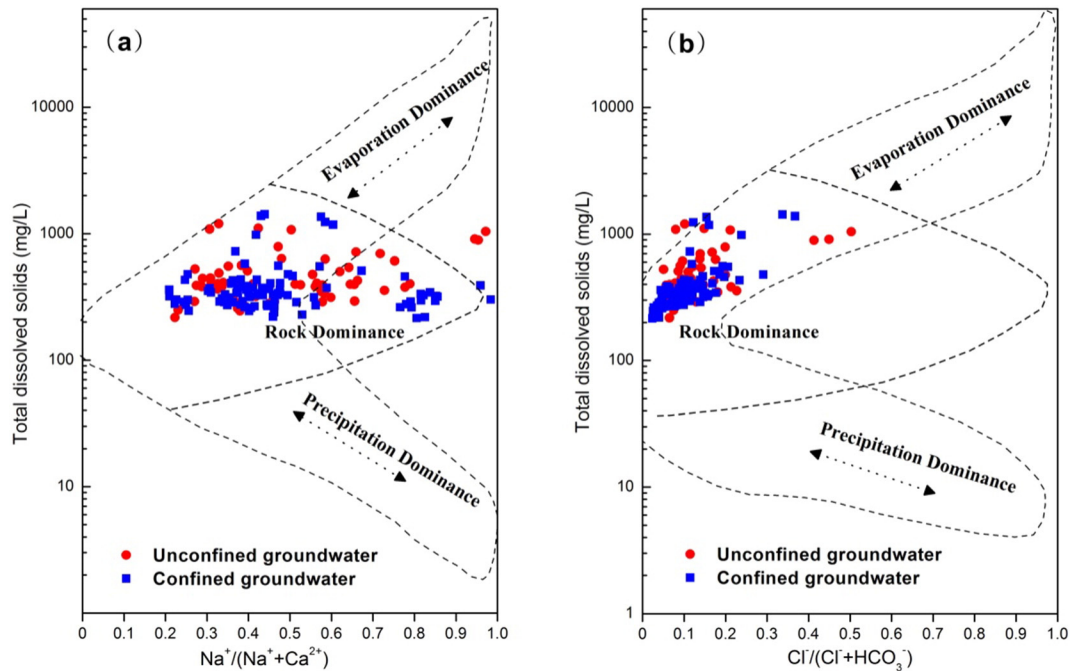 (a)
Total dissolved solids (mg/L)
10000
1000
100
10
Evaporation Dominance
Rock Dominance
Precipitation Dominance
Unconfined groundwater
Confined groundwater
0 0.1 0.2 0.3 0.4 0.5 0.6 0.7 0.8 0.9 1.0
Na⁺/(Na⁺+Ca²⁺)
(b)
Total dissolved solids (mg/L)
10000
1000
100
10
1
Evaporation Dominance
Rock Dominance
Precipitation Dominance
Unconfined groundwater
Confined groundwater
0 0.1 0.2 0.3 0.4 0.5 0.6 0.7 0.8 0.9 1.0
Cl⁻/(Cl⁻+HCO₃⁻)